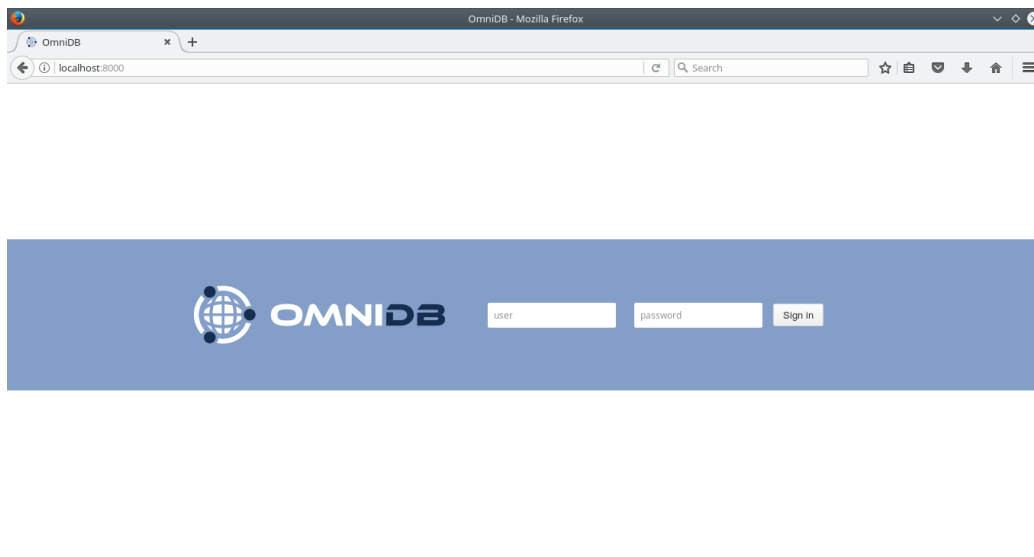 OmniDB - Mozilla Firefox
OmniDB
localhost:8000
Search
OMNIDB
user
password
Sign in